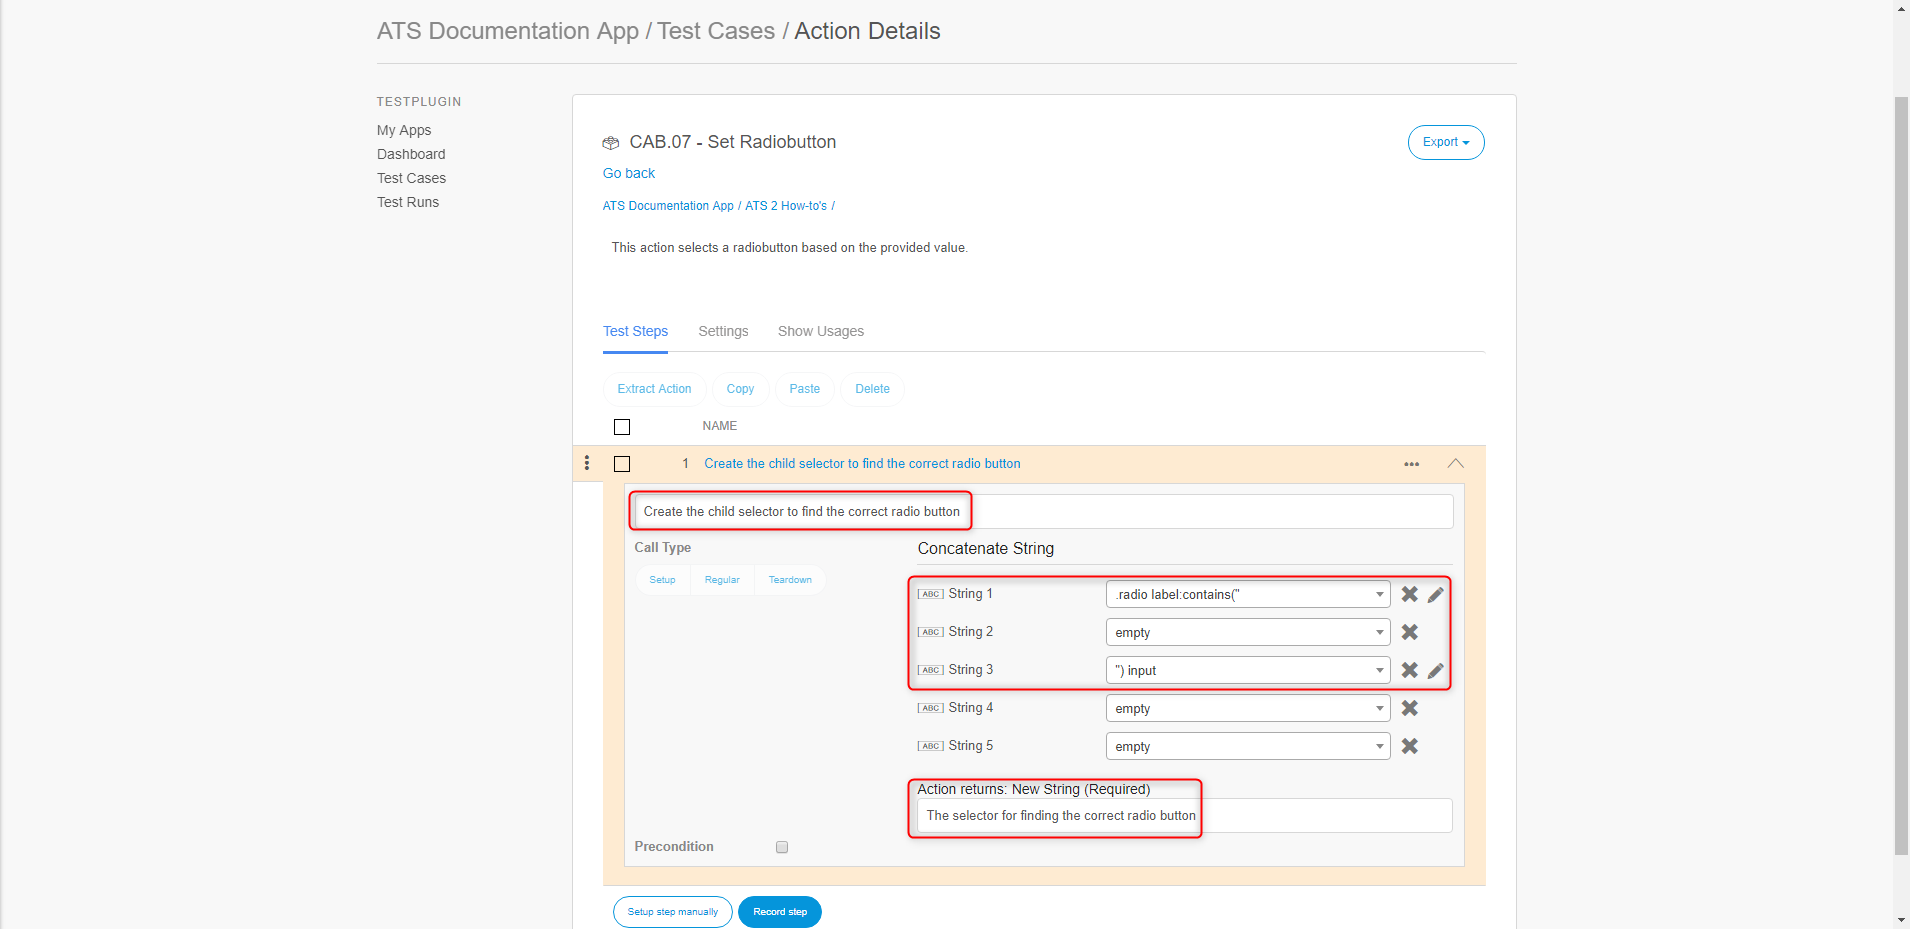 ATS Documentation App / Test Cases / Action Details
TESTPLUGIN
My Apps
Dashboard
Test Cases
Test Runs
CAB.07 - Set Radiobutton
Export
Go back
ATS Documentation App / ATS 2 How-to's /
This action selects a radiobutton based on the provided value.
Test Steps Settings Show Usages
Extract Action Copy Paste Delete
NAME
1 Create the child selector to find the correct radio button
Create the child selector to find the correct radio button
Call Type
Setup Regular Teardown
Concatenate String
[ABC] String 1 .radio label:contains("
[ABC] String 2 empty
[ABC] String 3 ") input
[ABC] String 4 empty
[ABC] String 5 empty
Action returns: New String (Required)
The selector for finding the correct radio button
Precondition
Setup step manually Record step